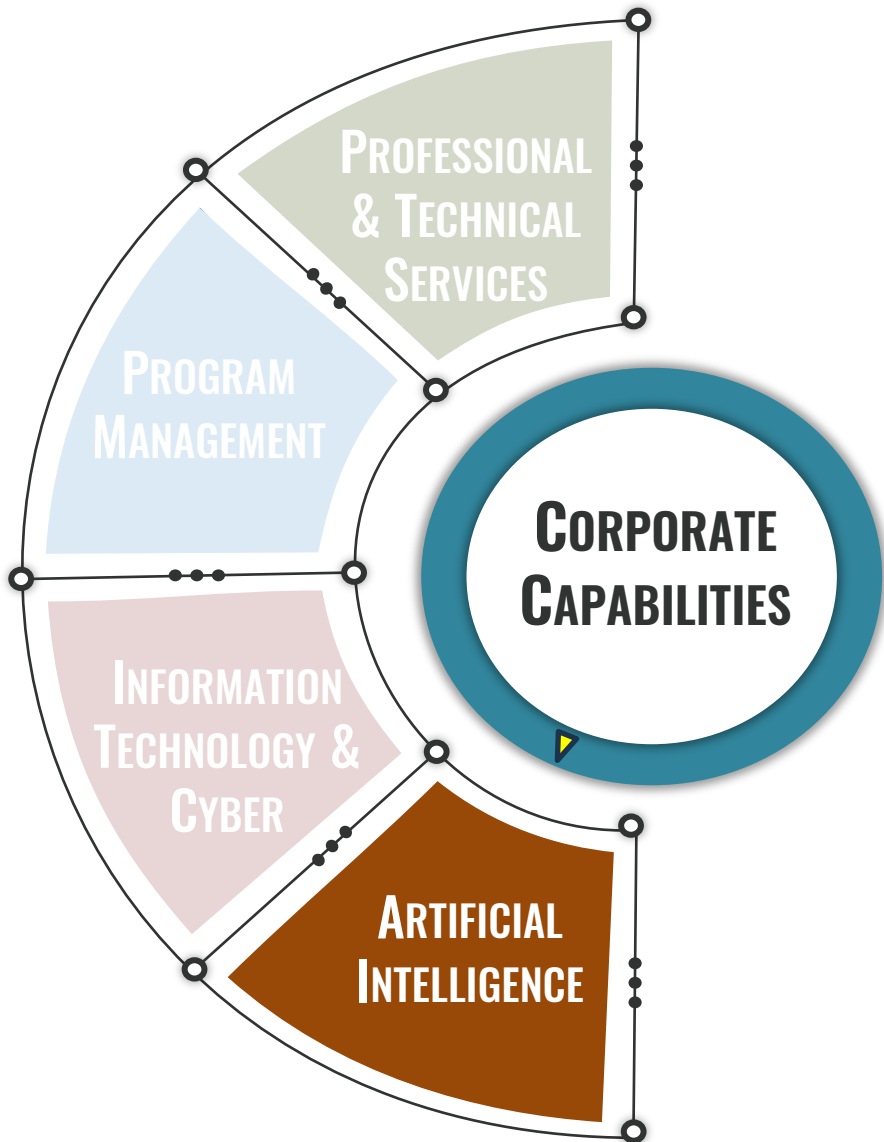 PROFESSIONAL
& TECHNICAL
SERVICES
PROGRAM
MANAGEMENT
CORPORATE
CAPABILITIES
INFORMATION
TECHNOLOGY &
CYBER
ARTIFICIAL
INTELLIGENCE